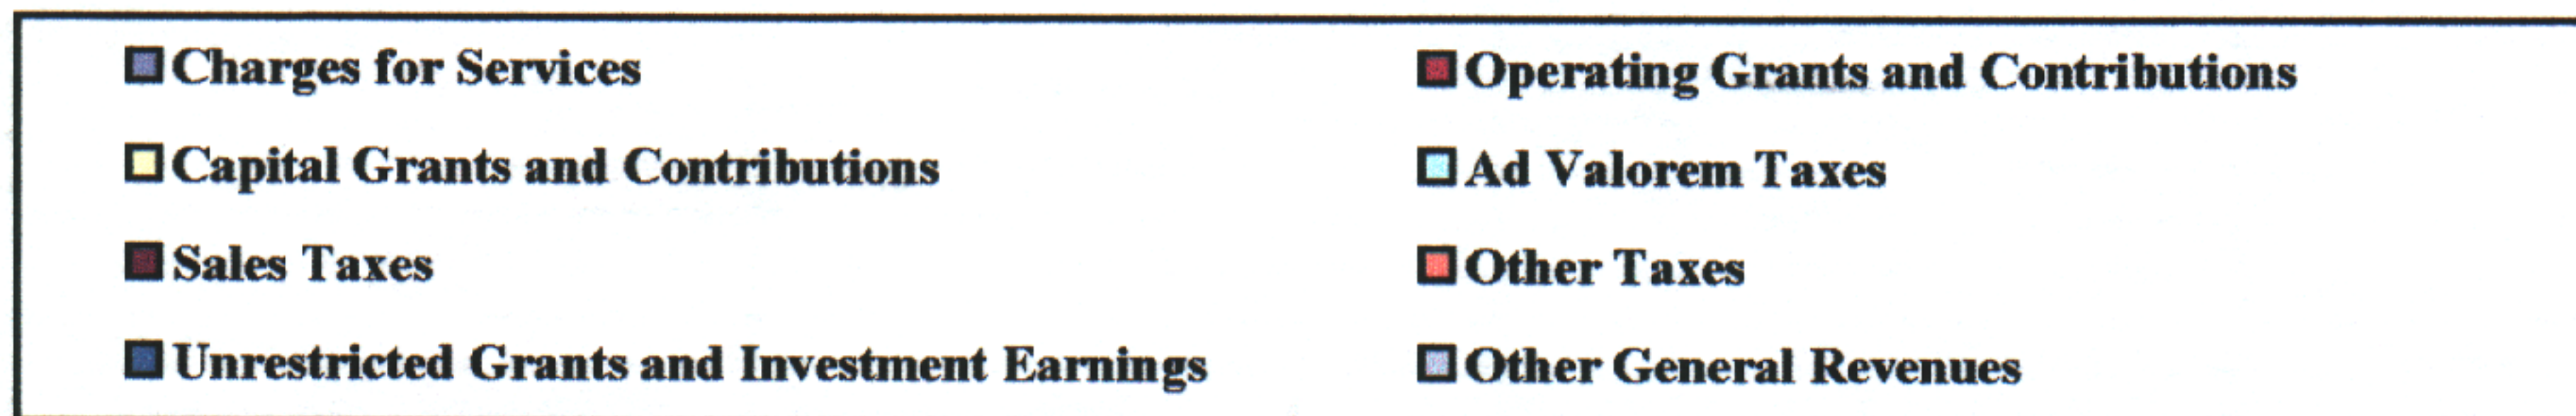 Charges for Services
Operating Grants and Contributions
Capital Grants and Contributions
Ad Valorem Taxes
Sales Taxes
Other Taxes
Unrestricted Grants and Investment Earnings
Other General Revenues